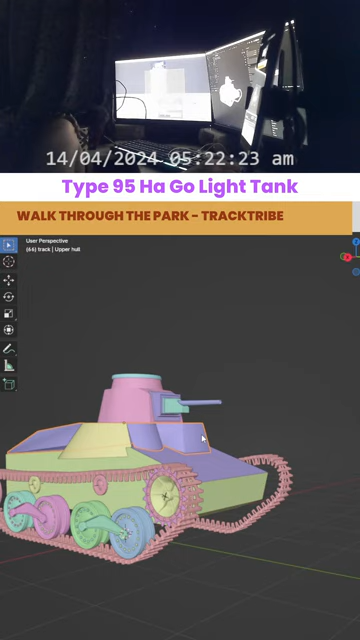 14/04/2024 05:22:23 am
Type 95 Ha Go Light Tank
WALK THROUGH THE PARK - TRACKTRIBE
User Perspective
(66) track | Upper hull